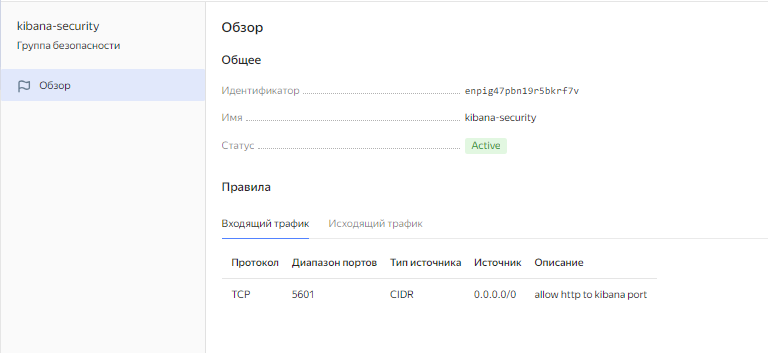 kibana-security
Группа безопасности
Обзор
Обзор
Общее
Идентификатор enpig47pbn19r5bkrf7v
Имя kibana-security
Статус Active
Правила
Входящий трафик Исходящий трафик
Протокол Диапазон портов Тип источника Источник Описание
TCP 5601 CIDR 0.0.0.0/0 allow http to kibana port